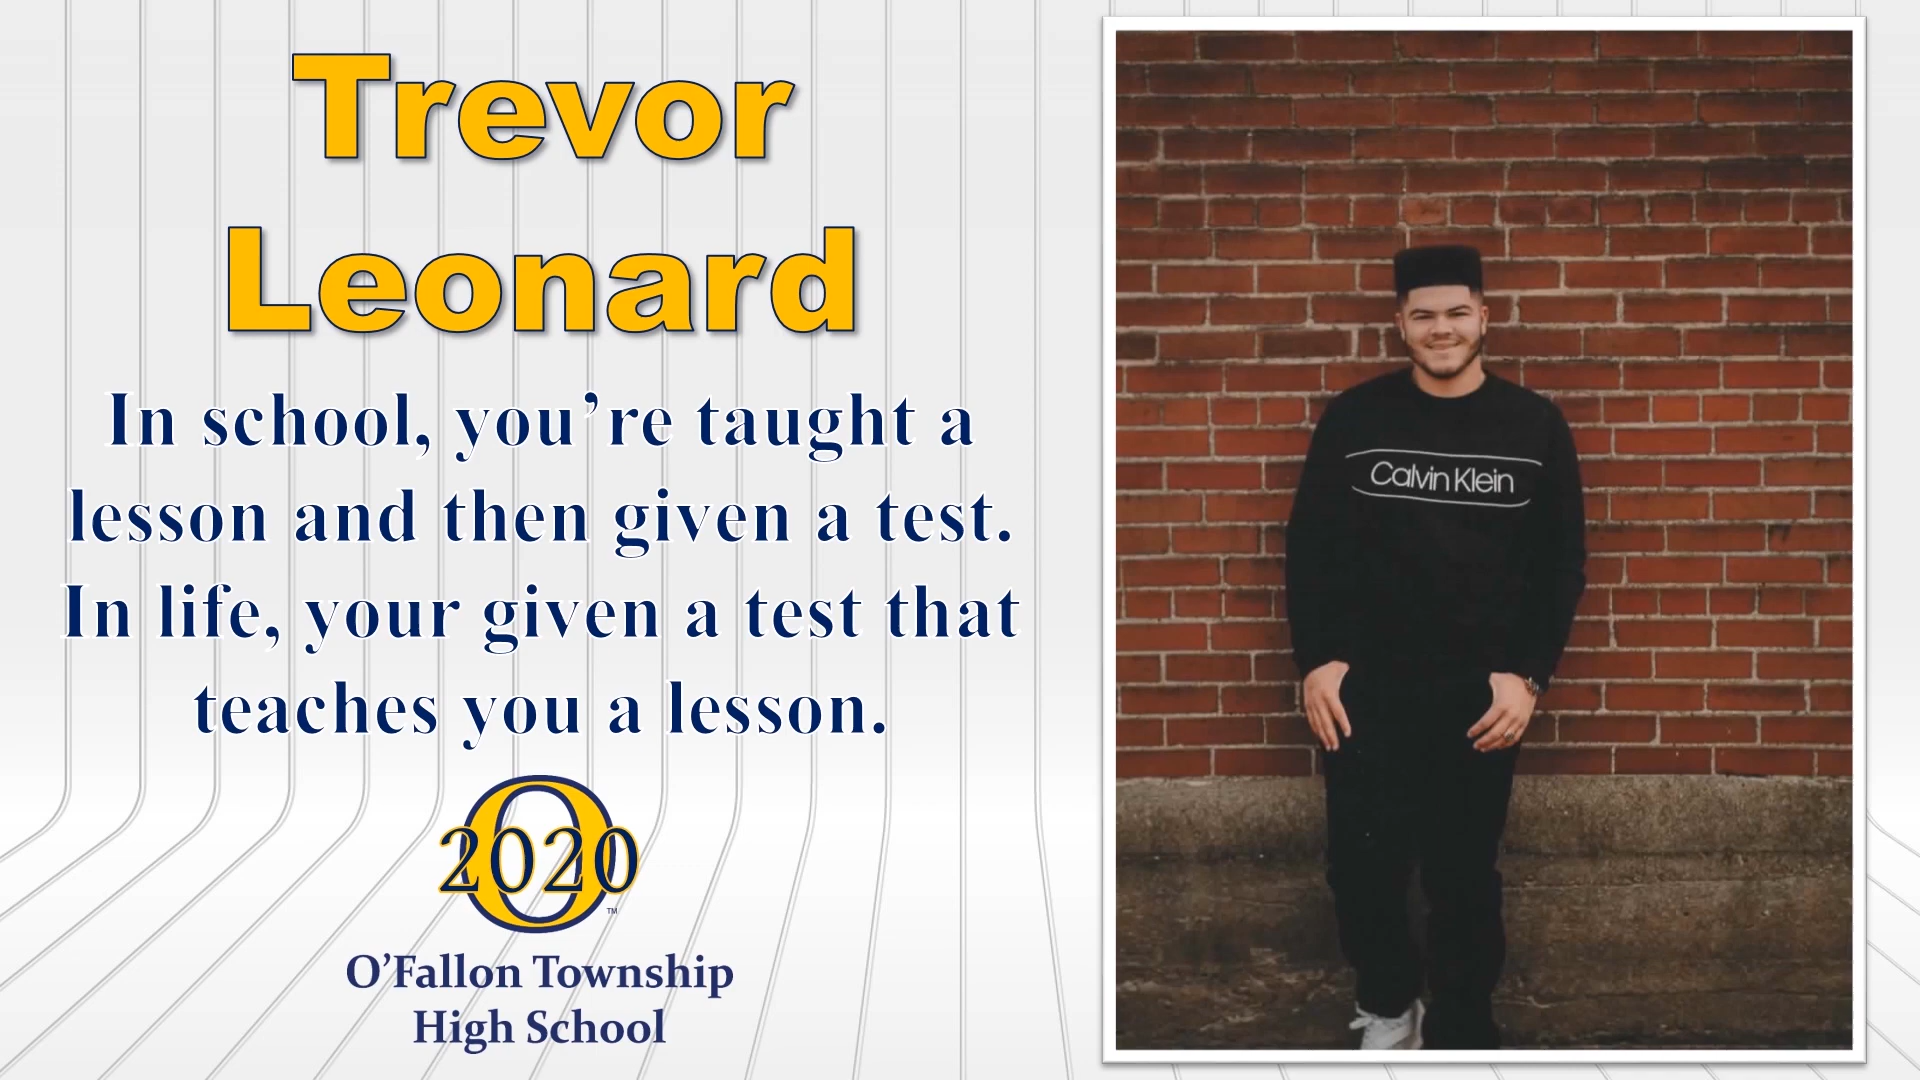 Trevor
Leonard
In school, you’re taught a
lesson and then given a test.
In life, your given a test that
teaches you a lesson.
O
2020
TM
O’Fallon Township
High School
Calvin Klein